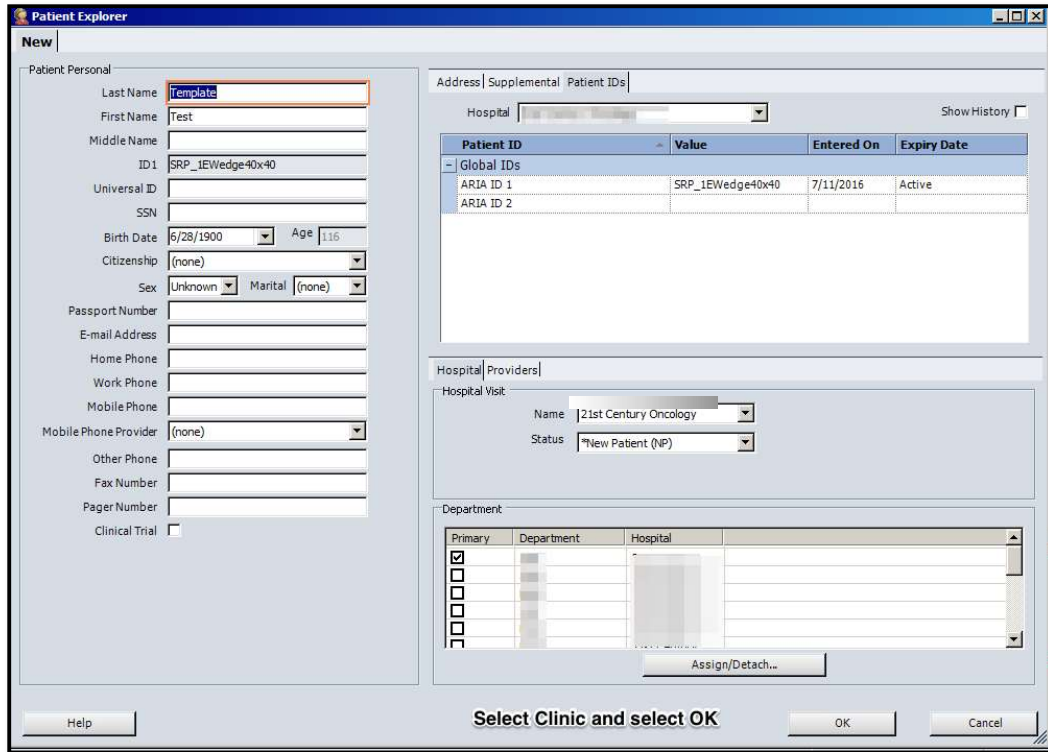 Patient Explorer
New
Patient Personal
Last Name Template
First Name Test
Middle Name
ID1 SRP_1EWedge40x40
Universal ID
SSN
Birth Date 6/28/1900 Age 116
Citizenship (none)
Sex Unknown Marital (none)
Passport Number
E-mail Address
Home Phone
Work Phone
Mobile Phone
Mobile Phone Provider (none)
Other Phone
Fax Number
Pager Number
Clinical Trial
Address Supplemental Patient IDs
Hospital Show History
Patient ID Value Entered On Expiry Date
- Global IDs
ARIA ID 1 SRP_1EWedge40x40 7/11/2016 Active
ARIA ID 2
Hospital Providers
Hospital Visit
Name 21st Century Oncology
Status *New Patient (NP)
Department
Primary Department Hospital
Assign/Detach...
Select Clinic and select OK
Help OK Cancel